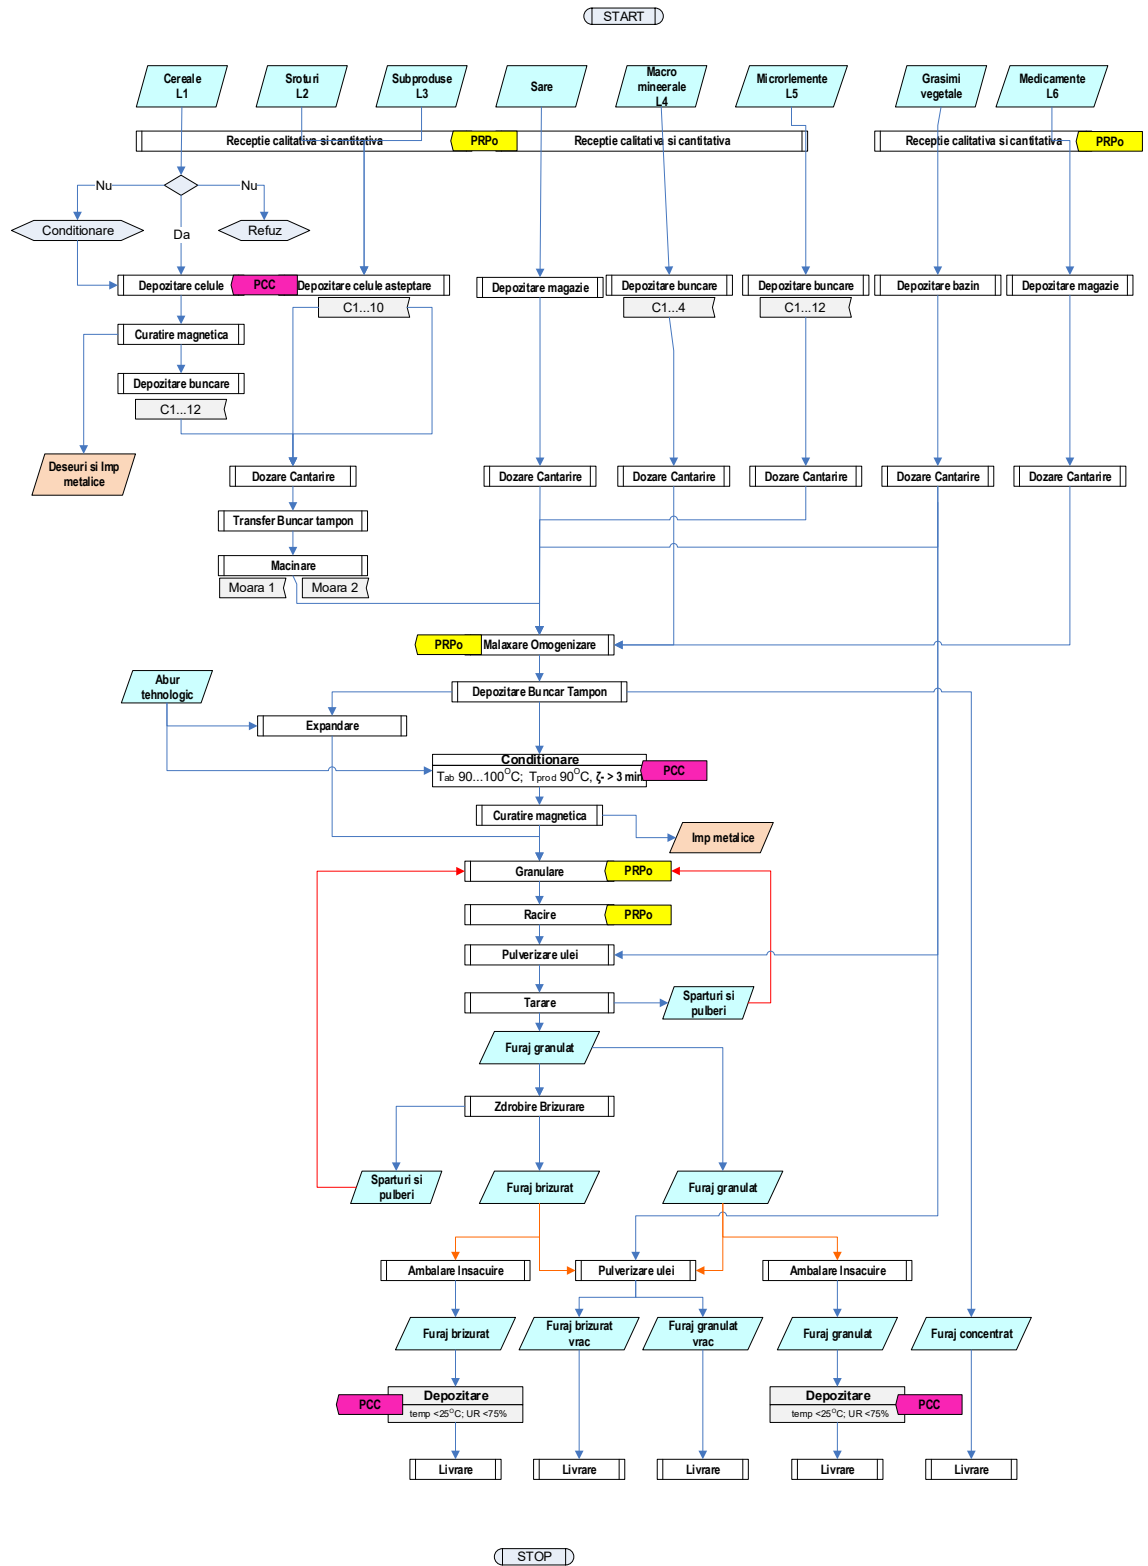 START
Cereale
L1
Sroturi
L2
Subproduse
L3
Sare
Macro
mineerale
L4
Microrlemente
L5
Grasimi
vegetale
Medicamente
L6
Receptie calitativa si cantitativa
PRPo
Receptie calitativa si cantitativa
Receptie calitativa si cantitativa
PRPo
Nu
Nu
Conditionare
Da
Refuz
Depozitare celule
PCC
Depozitare celule asteptare
Depozitare magazie
Depozitare buncare
Depozitare buncare
Depozitare bazin
Depozitare magazie
C1...10
C1...4
C1...12
Curatire magnetica
Depozitare buncare
C1...12
Deseuri si Imp
metalice
Dozare Cantarire
Dozare Cantarire
Dozare Cantarire
Dozare Cantarire
Dozare Cantarire
Dozare Cantarire
Transfer Buncar tampon
Macinare
Moara 1
Moara 2
PRPo
Malaxare Omogenizare
Abur
tehnologic
Depozitare Buncar Tampon
Expandare
Conditionare
Tab 90...100°C; Tprod 90°C, ζ- > 3 min
PCC
Curatire magnetica
Imp metalice
Granulare
PRPo
Racire
PRPo
Pulverizare ulei
Tarare
Sparturi si
pulberi
Furaj granulat
Zdrobire Brizurare
Sparturi si
pulberi
Furaj brizurat
Furaj granulat
Ambalare Insacuire
Pulverizare ulei
Ambalare Insacuire
Furaj brizurat
Furaj brizurat
vrac
Furaj granulat
vrac
Furaj granulat
Furaj concentrat
PCC
Depozitare
temp <25°C; UR <75%
Depozitare
temp <25°C; UR <75%
PCC
Livrare
Livrare
Livrare
Livrare
Livrare
STOP